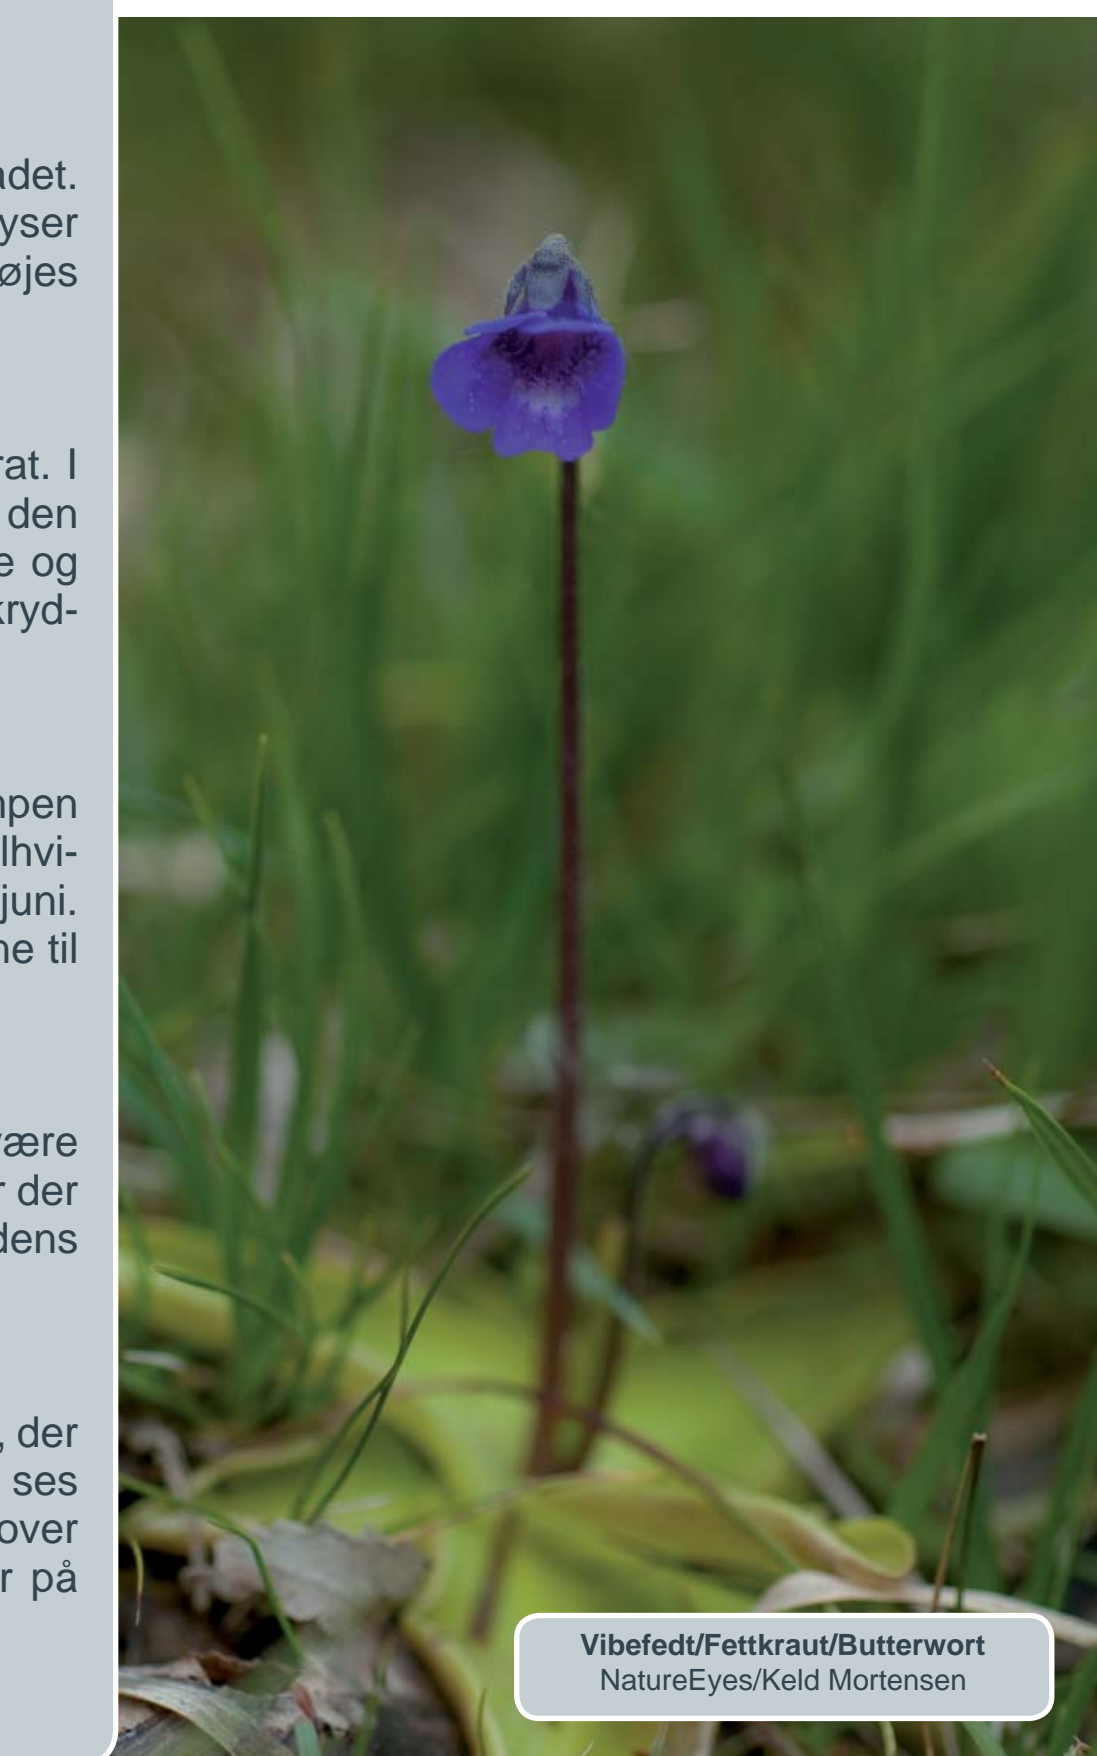 adet.
yser
øjes
rat. I
den
e og
kryd-
npen
lhvi-
juni.
ne til
være
r der
dens
, der
ses
over
r på
Vibefedt/Fettkraut/Butterwort
NatureEyes/Keld Mortensen